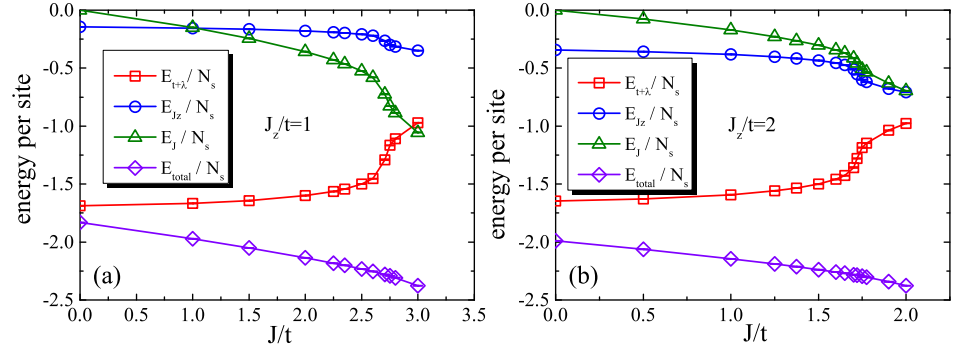 0.0
-0.5
-1.0
-1.5
-2.0
-2.5
energy per site
E_{t+λ} / N_s
E_{Jz} / N_s
E_J / N_s
E_{total} / N_s
J_z/t=1
(a)
0.0 0.5 1.0 1.5 2.0 2.5 3.0 3.5
J/t
0.0
-0.5
-1.0
-1.5
-2.0
-2.5
energy per site
E_{t+λ} / N_s
E_{Jz} / N_s
E_J / N_s
E_{total} / N_s
J_z/t=2
(b)
0.0 0.5 1.0 1.5 2.0
J/t